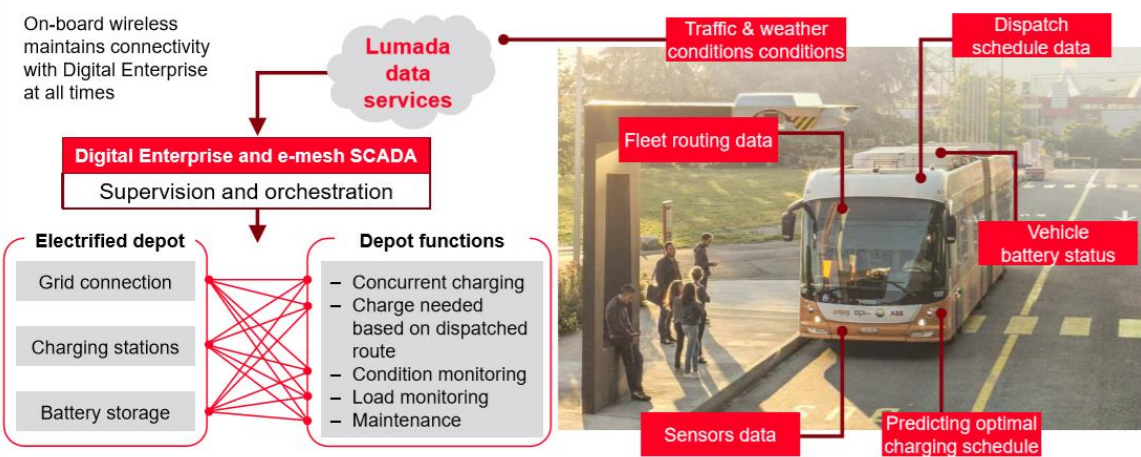 On-board wireless
maintains connectivity
with Digital Enterprise
at all times
Lumada
data
services
Traffic & weather
conditions conditions
Dispatch
schedule data
Digital Enterprise and e-mesh SCADA
Supervision and orchestration
Fleet routing data
Vehicle
battery status
Electrified depot
Grid connection
Charging stations
Battery storage
Depot functions
– Concurrent charging
– Charge needed
based on dispatched
route
– Condition monitoring
– Load monitoring
– Maintenance
ABB
Sensors data
Predicting optimal
charging schedule